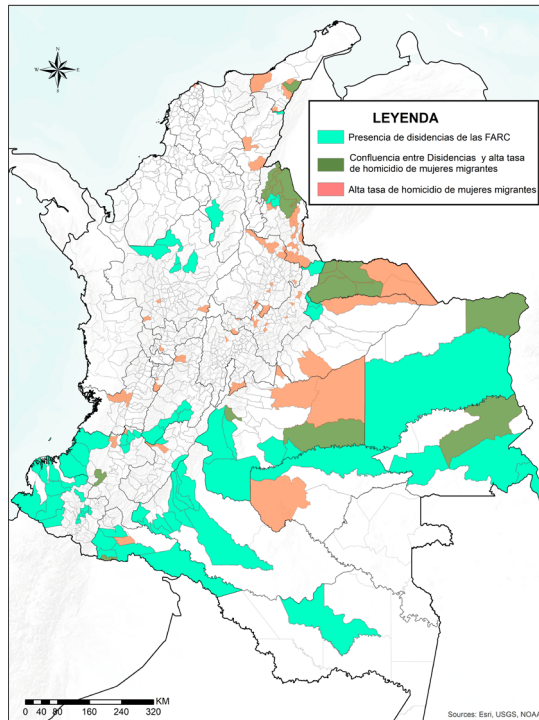 N
W E
S
LEYENDA
Presencia de disidencias de las FARC
Confluencia entre Disidencias y alta tasa
de homicidio de mujeres migrantes
Alta tasa de homicidio de mujeres migrantes
KM
0 40 80 160 240 320
Sources: Esri, USGS, NOAA